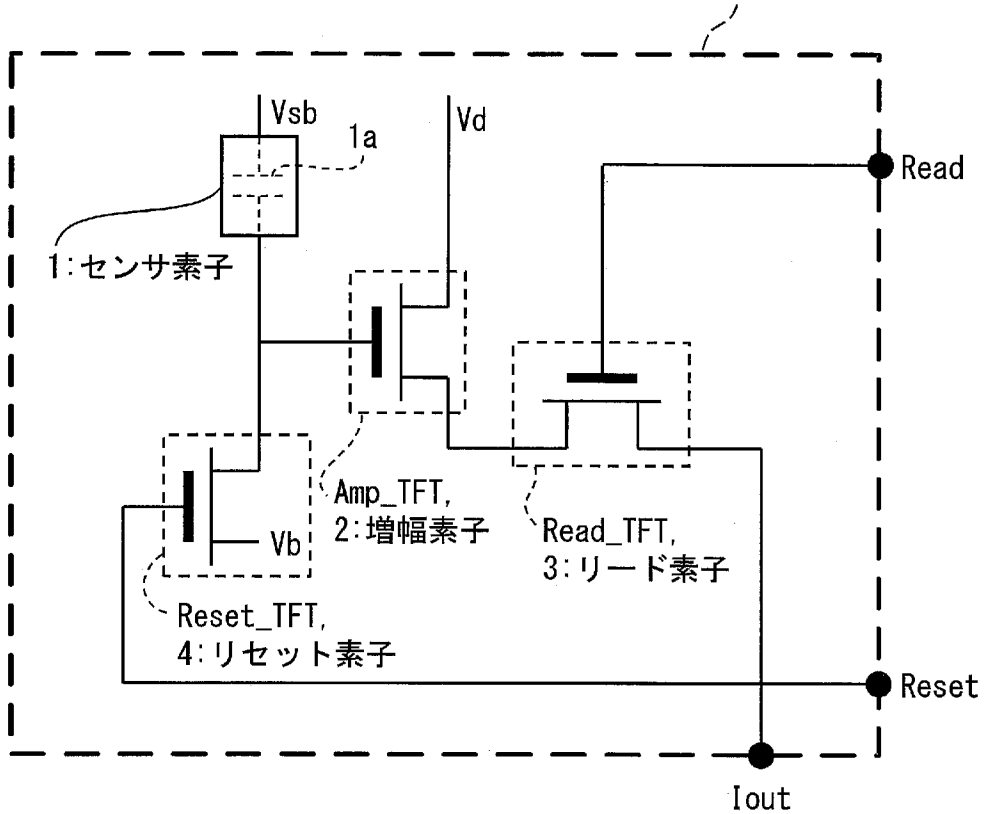 Vsb
1a
Vd
Read
1:センサ素子
Amp_TFT,
2:増幅素子
Read_TFT,
3:リード素子
Vb
Reset_TFT,
4:リセット素子
Reset
Iout